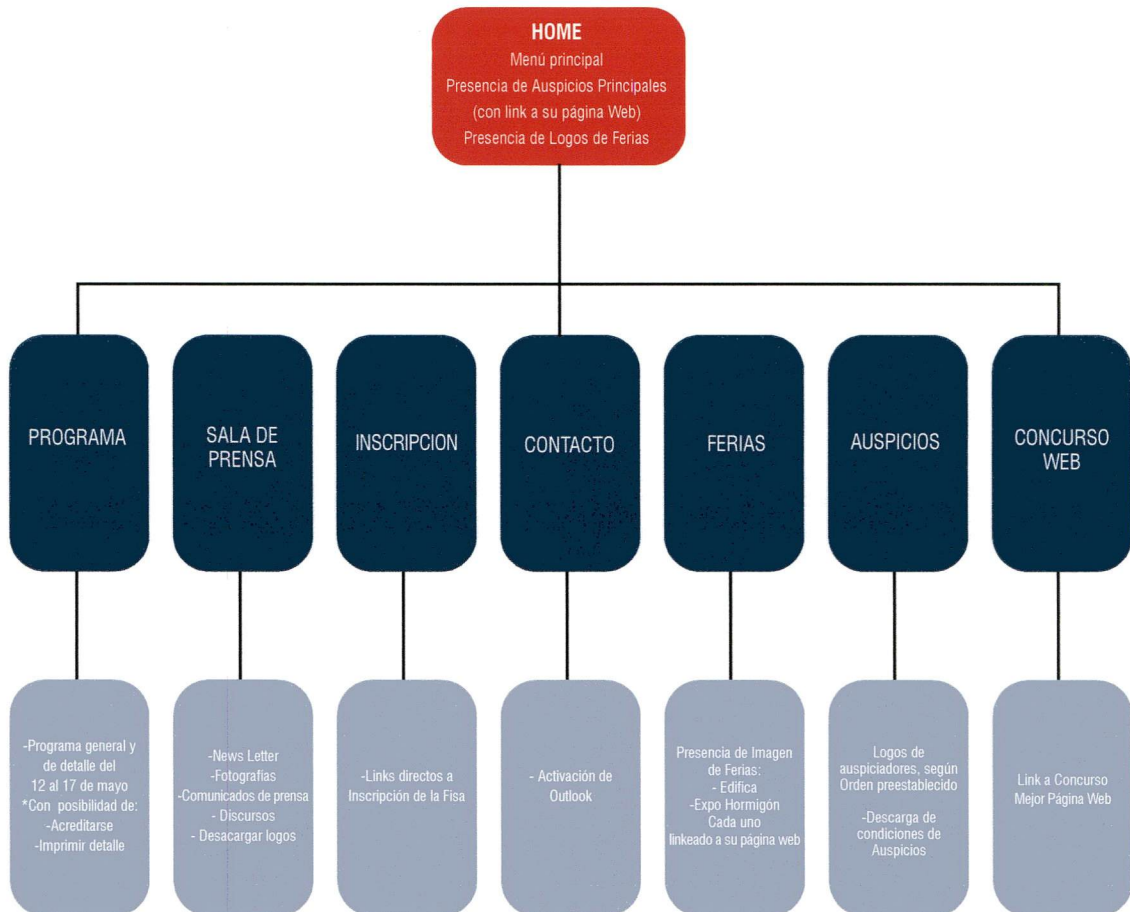 HOME
Menú principal
Presencia de Auspicios Principales
(con link a su página Web)
Presencia de Logos de Ferias
PROGRAMA
SALA DE
PRENSA
INSCRIPCION
CONTACTO
FERIAS
AUSPICIOS
CONCURSO
WEB
-Programa general y
de detalle del
12 al 17 de mayo
*Con posibilidad de:
-Acreditarse
-Imprimir detalle
-News Letter
-Fotografías
-Comunicados de prensa
- Discursos
- Desacargar logos
-Links directos a
Inscripción de la Fisa
- Activación de
Outlook
Presencia de Imagen
de Ferias:
- Edifica
- Expo Hormigón
Cada uno
linkeado a su página web
Logos de
auspiciadores, según
Orden preestablecido
-Descarga de
condiciones de
Auspicios
Link a Concurso
Mejor Página Web